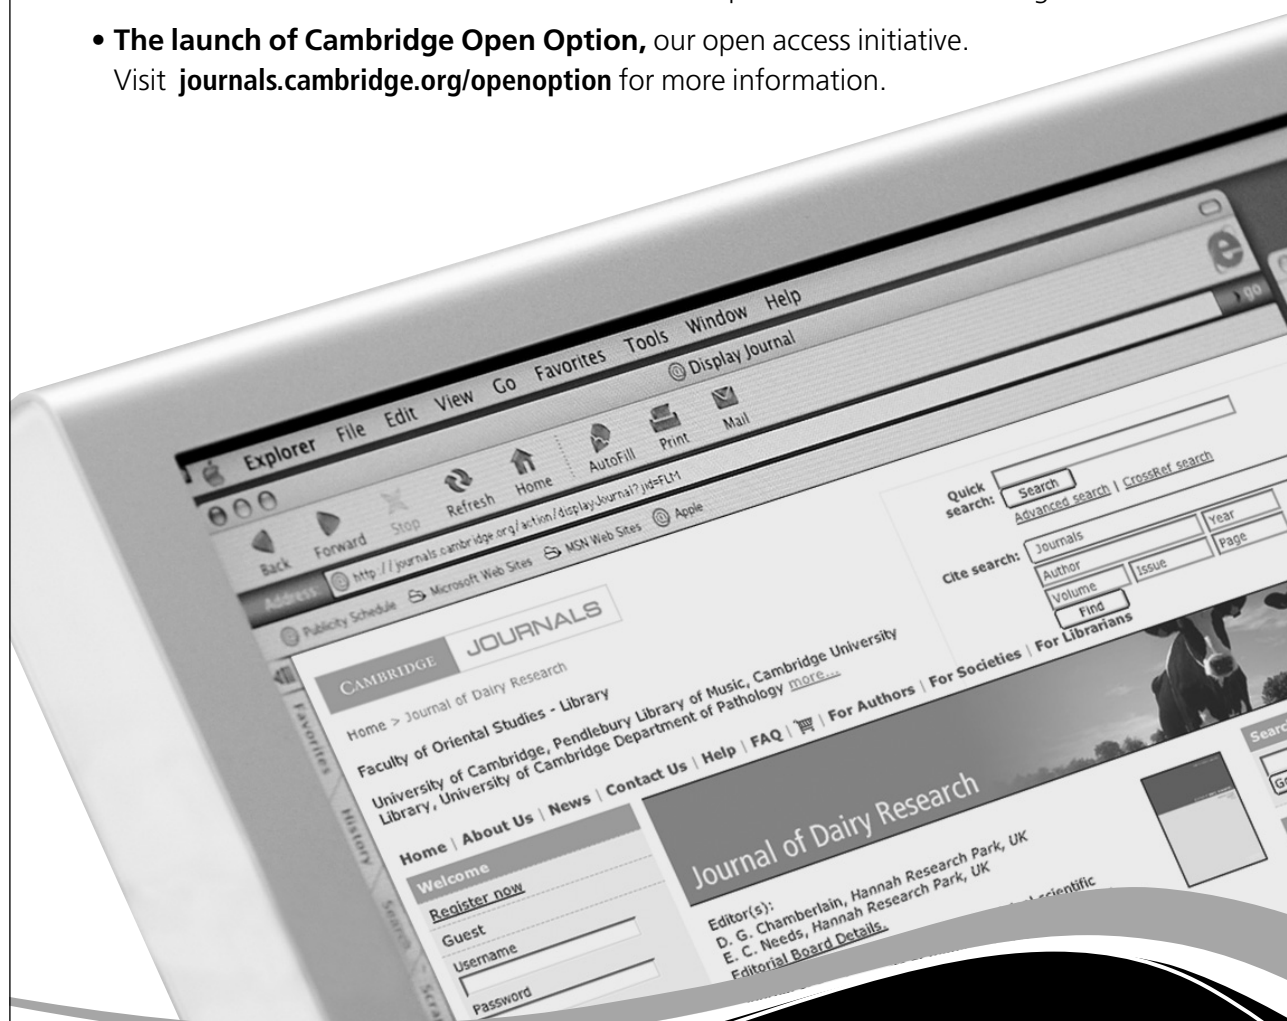 • The launch of Cambridge Open Option, our open access initiative.
Visit journals.cambridge.org/openoption for more information.
Explorer File Edit View Go Favorites Tools Window Help
@ Display Journal
Back Forward Stop Refresh Home AutoFill Print Mail
Address @ http://journals.cambridge.org/action/displayJournal?jid=FLM
go
@ Publicity Schedule Microsoft Web Sites MSN Web Sites @ Apple
Favorites
History
Search
CAMBRIDGE JOURNALS
Quick search:
Search
Advanced search | CrossRef search
Cite search:
Journals Year
Author
Volume Issue Page
Find
Home > Journal of Dairy Research
Faculty of Oriental Studies - Library
University of Cambridge, Pendlebury Library of Music, Cambridge University
Library, University of Cambridge Department of Pathology more...
Home | About Us | News | Contact Us | Help | FAQ | | For Authors | For Societies | For Librarians
Welcome
Register now
Guest
Username
Password
Journal of Dairy Research
Editor(s):
D. G. Chamberlain, Hannah Research Park, UK
E. C. Needs, Hannah Research Park, UK
Editorial Board Details.
scientific